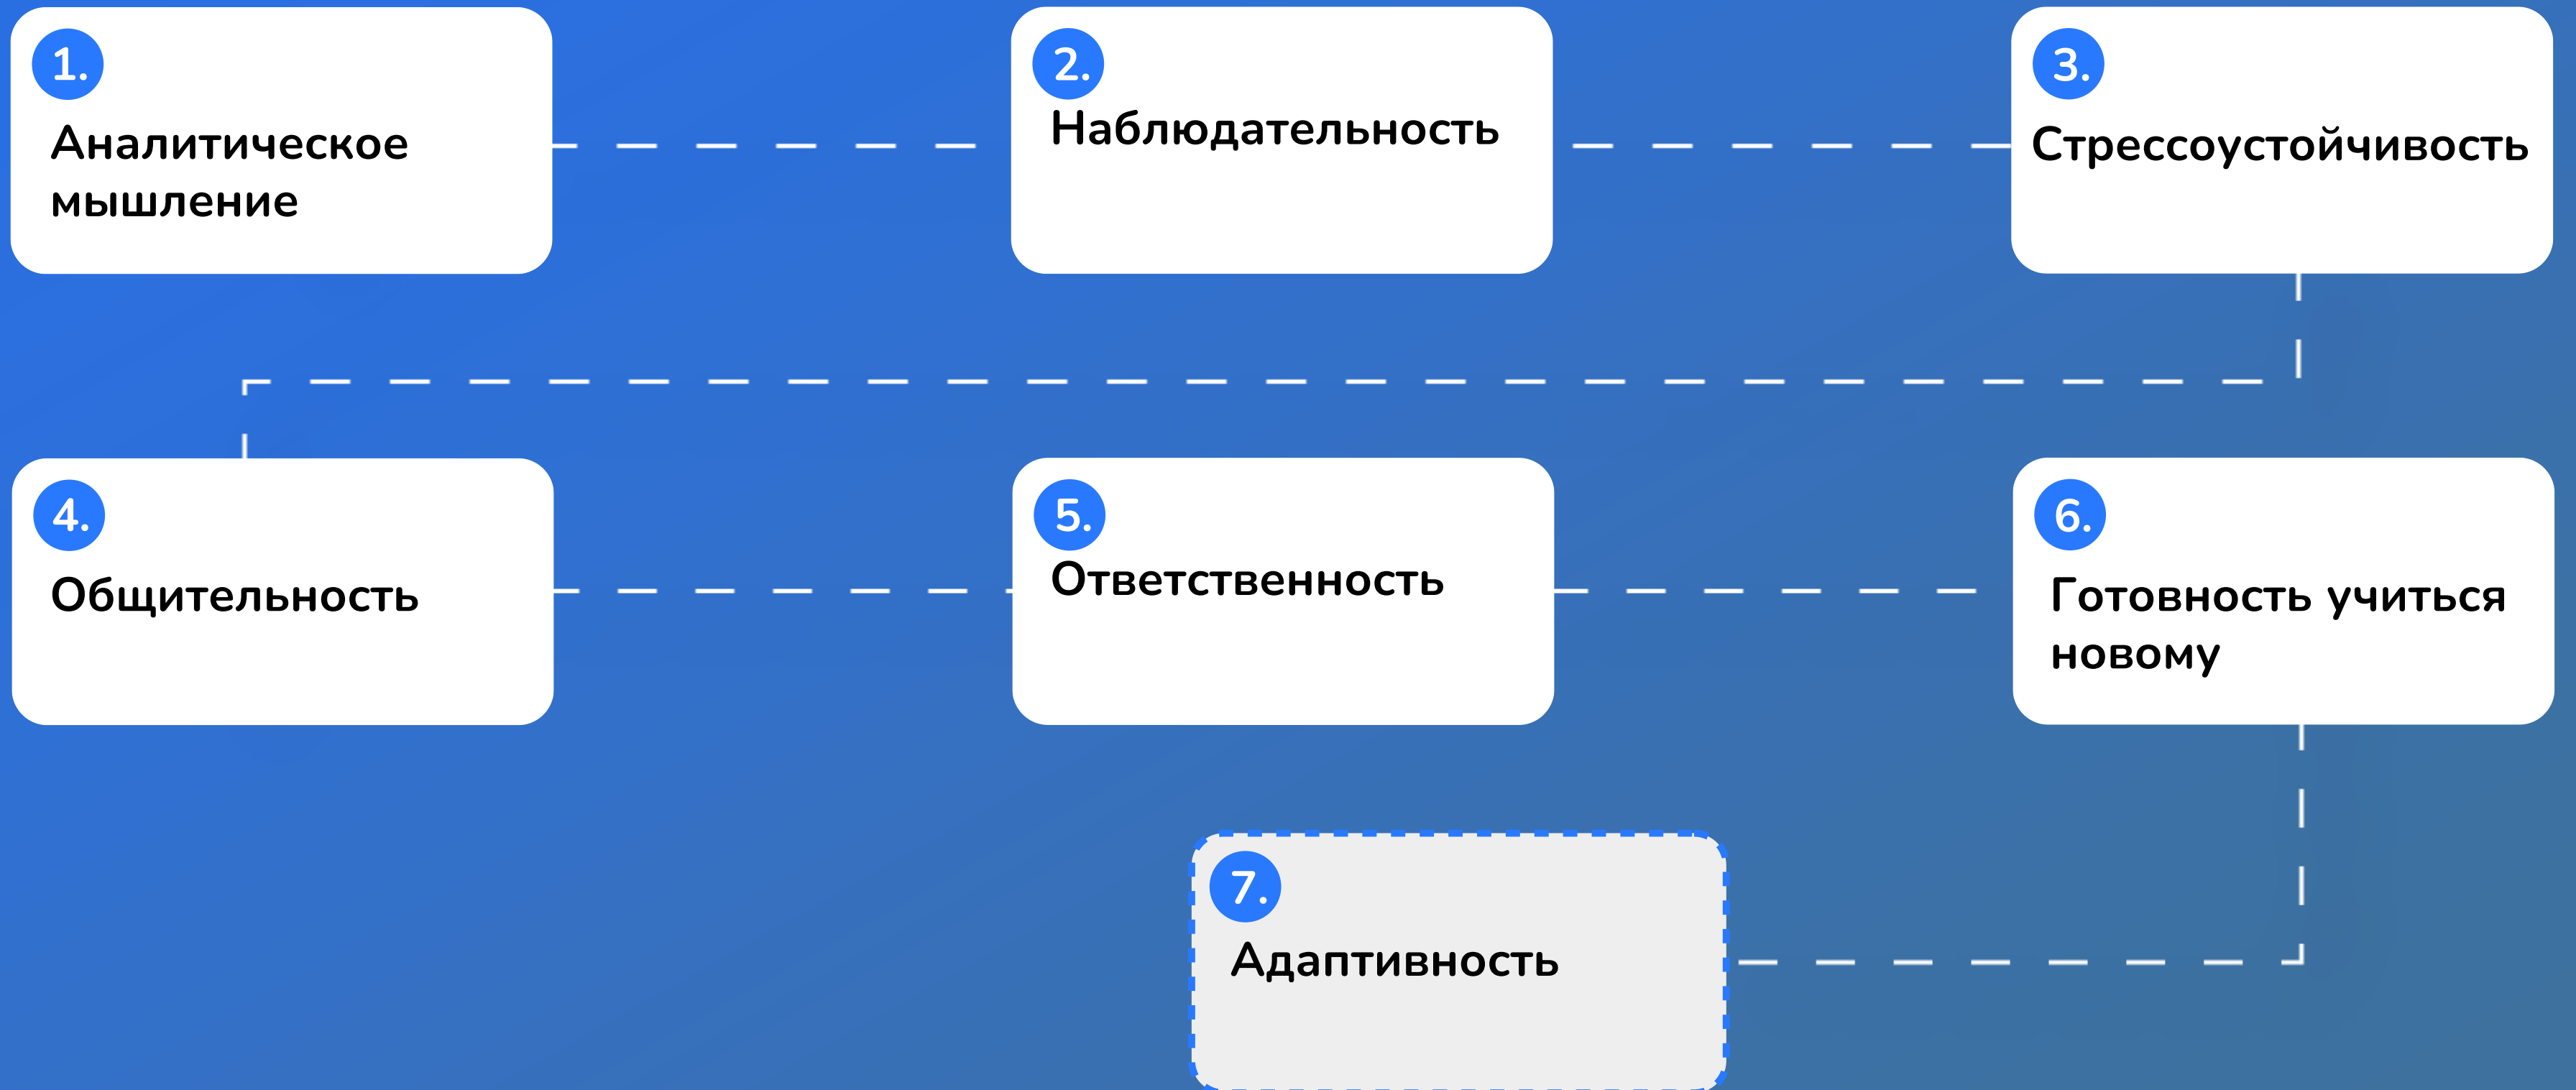 1.
Аналитическое
мышление
2.
Наблюдательность
3.
Стрессоустойчивость
4.
Общительность
5.
Ответственность
6.
Готовность учиться
новому
7.
Адаптивность